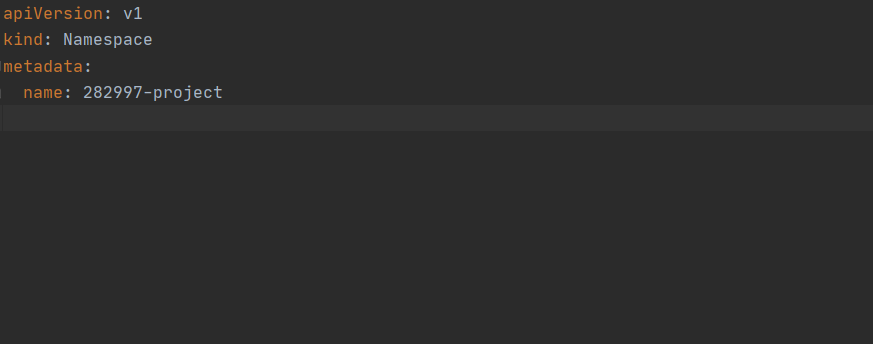 apiVersion: v1
kind: Namespace
metadata:
  name: 282997-project